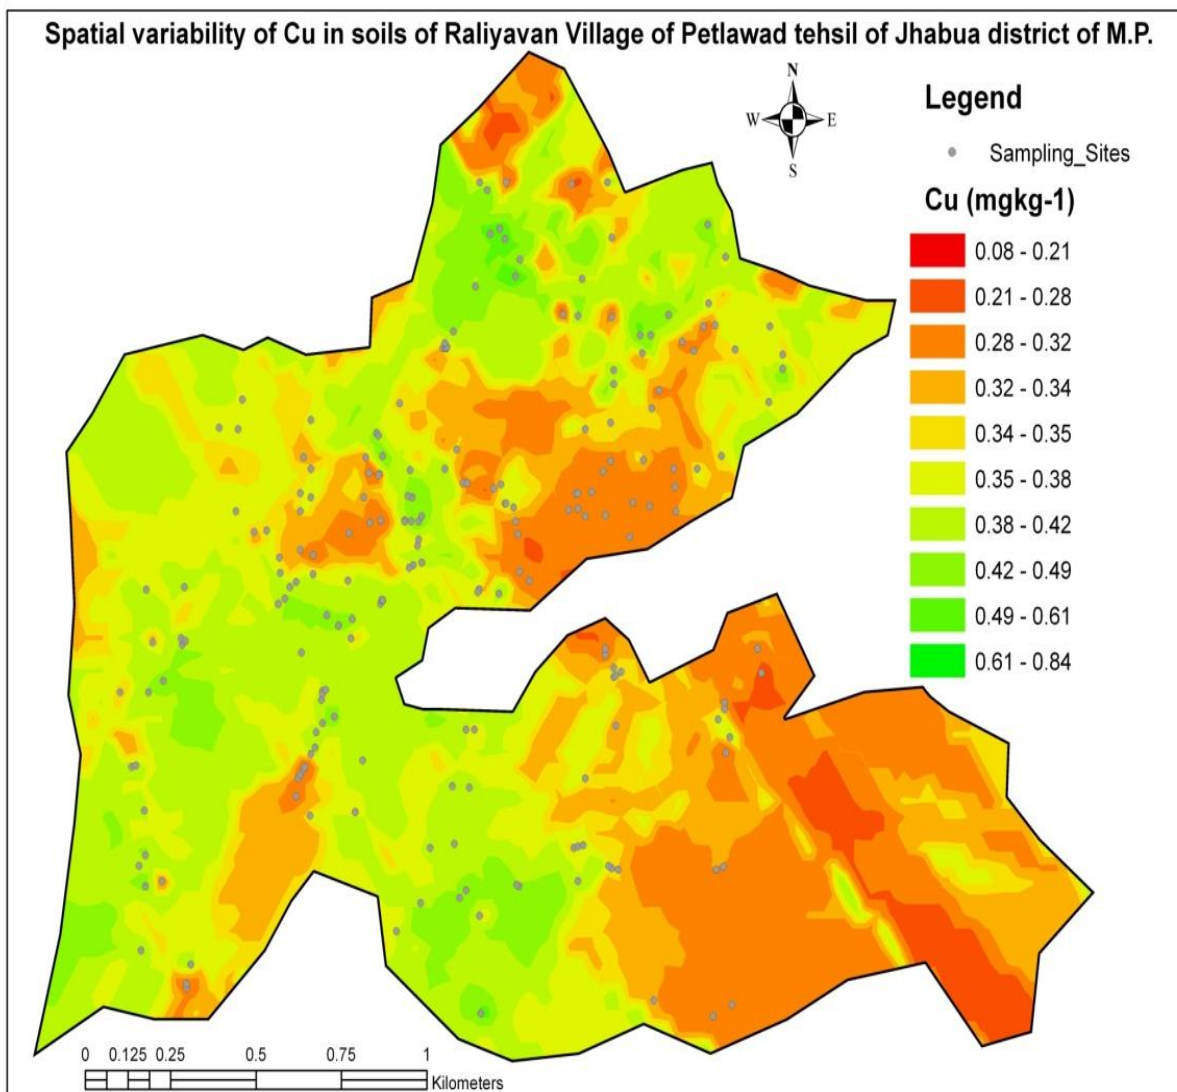 Spatial variability of Cu in soils of Raliyavan Village of Petlawad tehsil of Jhabua district of M.P.
N
W E
S
Legend
Sampling_Sites
Cu (mgkg-1)
0.08 - 0.21
0.21 - 0.28
0.28 - 0.32
0.32 - 0.34
0.34 - 0.35
0.35 - 0.38
0.38 - 0.42
0.42 - 0.49
0.49 - 0.61
0.61 - 0.84
0 0.125 0.25 0.5 0.75 1
Kilometers